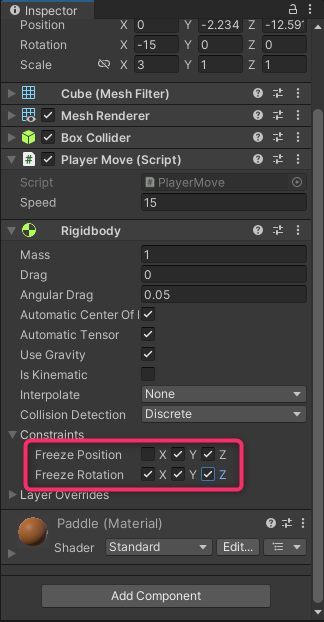 Inspector
Position X 0 Y -2.234 Z -12.591
Rotation X -15 Y 0 Z 0
Scale X 3 Y 1 Z 1
Cube (Mesh Filter)
Mesh Renderer
Box Collider
# Player Move (Script)
Script # PlayerMove
Speed 15
Rigidbody
Mass 1
Drag 0
Angular Drag 0.05
Automatic Center Of
Automatic Tensor
Use Gravity
Is Kinematic
Interpolate None
Collision Detection Discrete
Constraints
Freeze Position X Y Z
Freeze Rotation X Y Z
Layer Overrides
Paddle (Material)
Shader Standard Edit...
Add Component